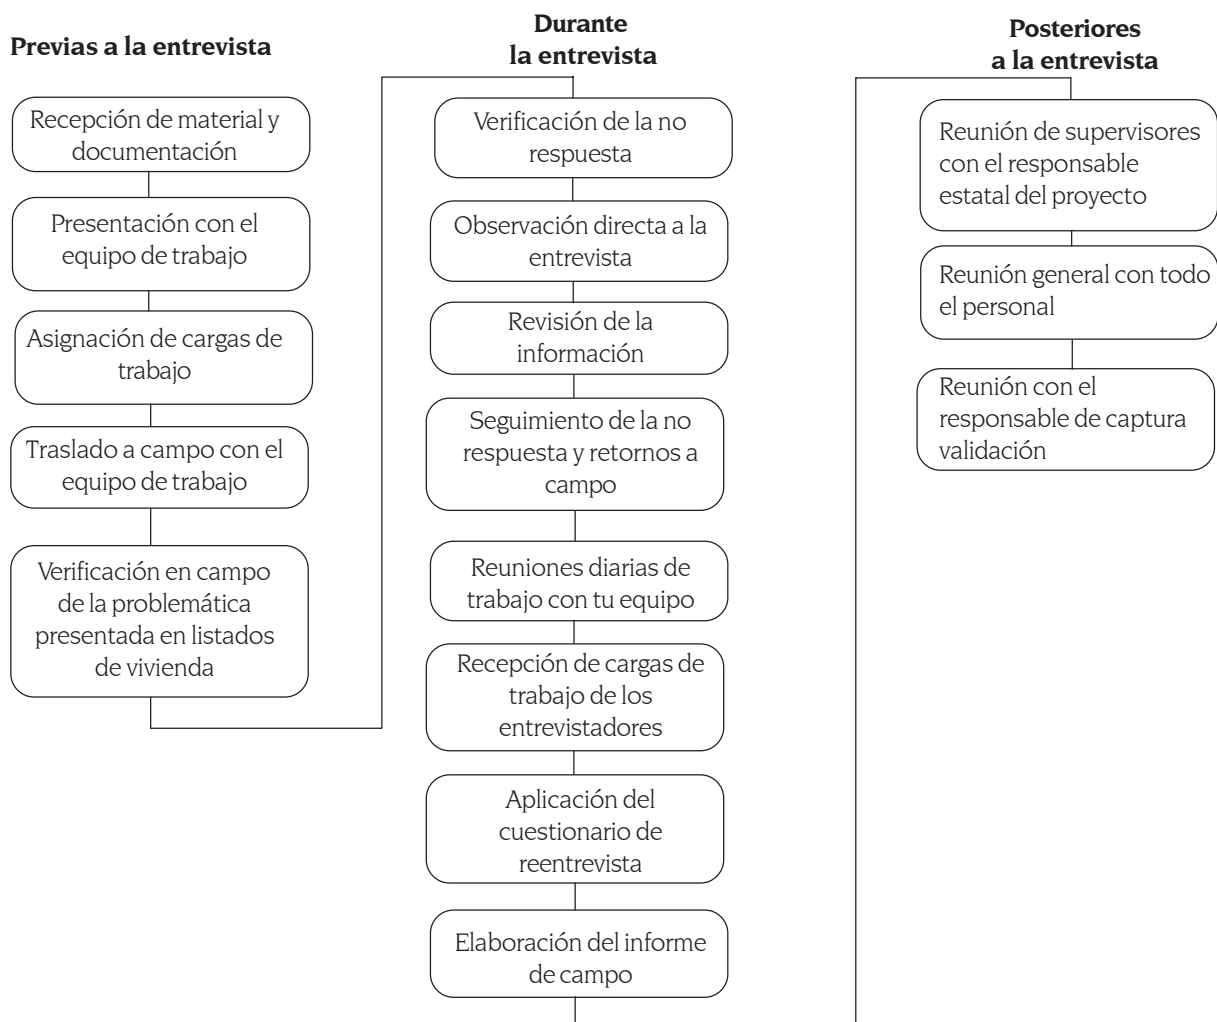 Previas a la entrevista
Recepción de material y
documentación
Presentación con el
equipo de trabajo
Asignación de cargas de
trabajo
Traslado a campo con el
equipo de trabajo
Verificación en campo
de la problemática
presentada en listados
de vivienda
Durante
la entrevista
Verificación de la no
respuesta
Observación directa a la
entrevista
Revisión de la
información
Seguimiento de la no
respuesta y retornos a
campo
Reuniones diarias de
trabajo con tu equipo
Recepción de cargas de
trabajo de los
entrevistadores
Aplicación del
cuestionario de
reentrevista
Elaboración del informe
de campo
Posteriores
a la entrevista
Reunión de supervisores
con el responsable
estatal del proyecto
Reunión general con todo
el personal
Reunión con el
responsable de captura
validación